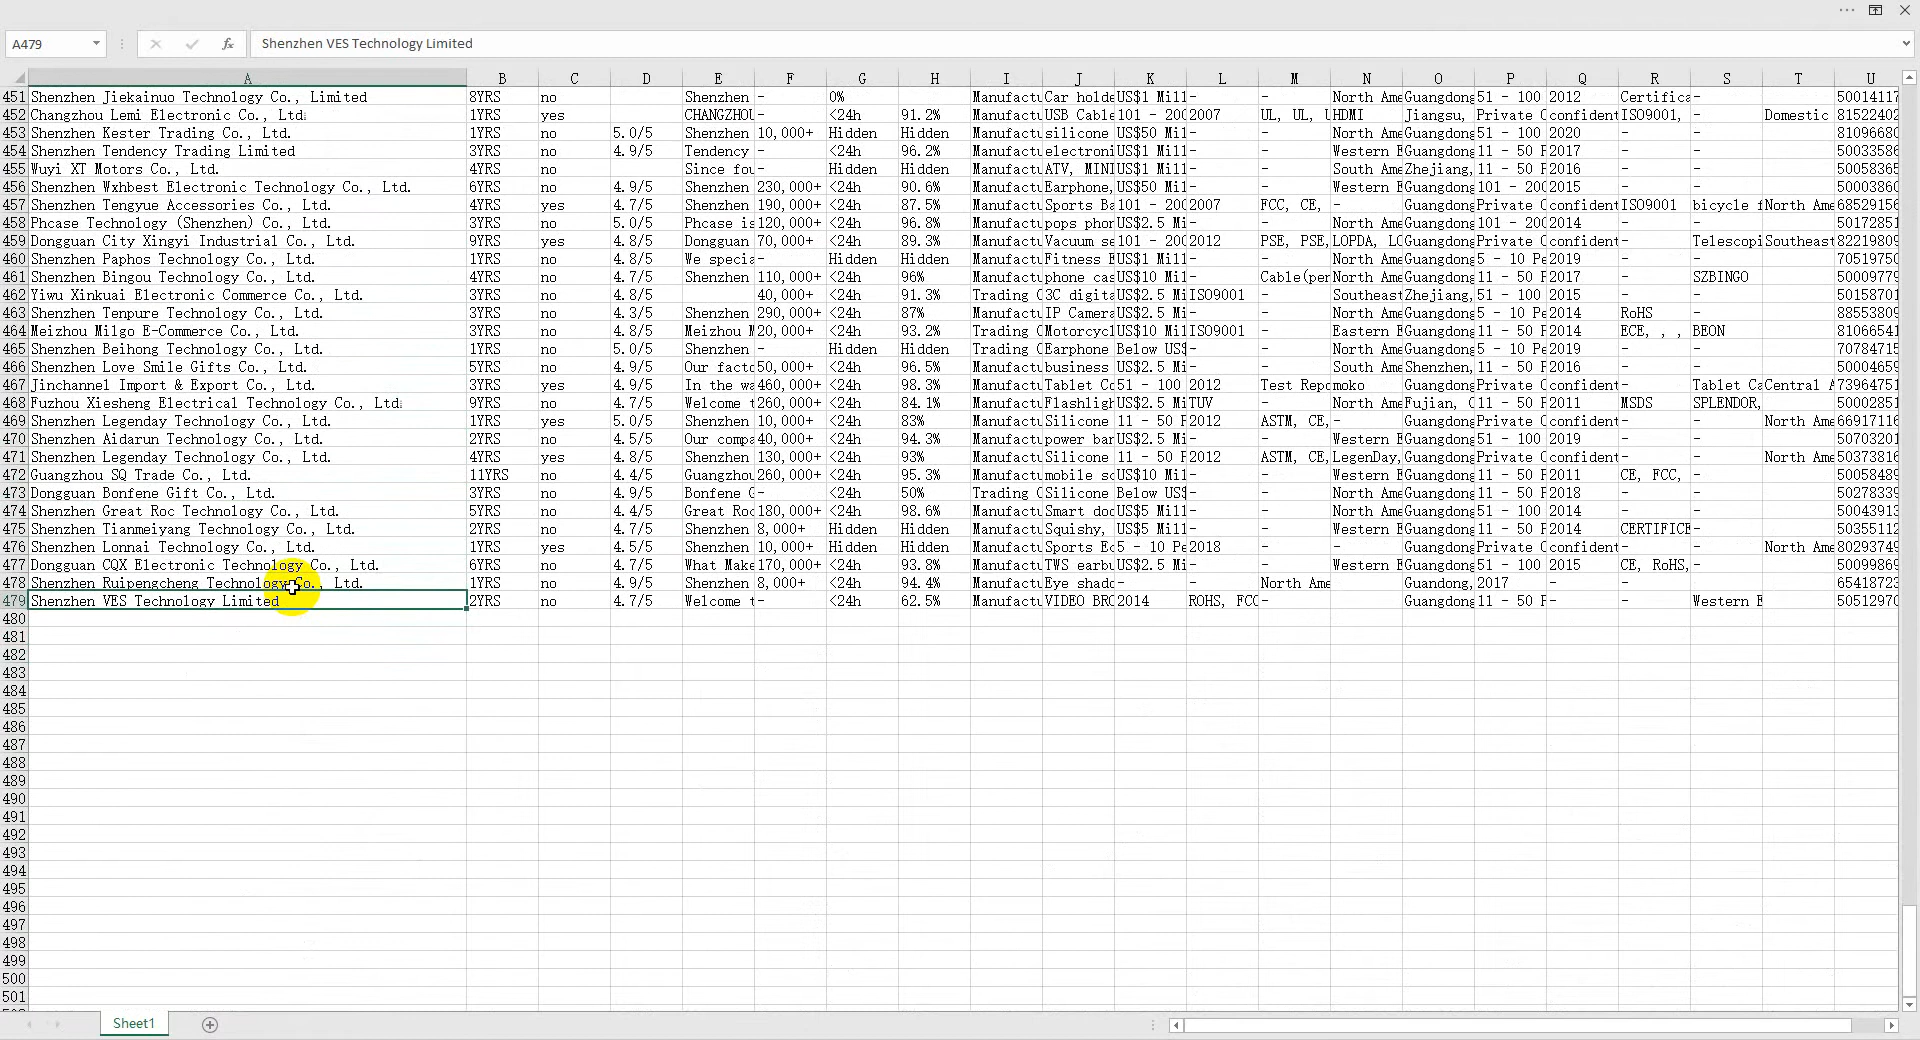 A479 Shenzhen VES Technology Limited
A B C D E F G H I J K L M N O P Q R S T U
451 Shenzhen Jiekainuo Technology Co., Limited 8YRS no Shenzhen - 0% Manufactu Car holde US$1 Mill - - North Ame Guangdong 51 - 100 2012 Certifica - 50014117
452 Changzhou Lemi Electronic Co., Ltd. 1YRS yes CHANGZHOU - <24h 91.2% Manufactu USB Cable 101 - 200 2007 UL, UL, U HDMI Jiangsu, Private O confident ISO9001, - Domestic 81522402
453 Shenzhen Kester Trading Co., Ltd. 1YRS no 5.0/5 Shenzhen 10,000+ Hidden Hidden Manufactu silicone US$50 Mil - - North Ame Guangdong 51 - 100 2020 - - 81096680
454 Shenzhen Tendency Trading Limited 3YRS no 4.9/5 Tendency - <24h 96.2% Manufactu electroni US$1 Mill - - Western E Guangdong 11 - 50 P 2017 - - 50033586
455 Wuyi XT Motors Co., Ltd. 4YRS no Since fou - Hidden Hidden Manufactu ATV, MINI US$1 Mill - - South Ame Zhejiang, 11 - 50 P 2016 - - 50058365
456 Shenzhen Wxhbest Electronic Technology Co., Ltd. 6YRS no 4.9/5 Shenzhen 230,000+ <24h 90.6% Manufactu Earphone, US$50 Mil - - Western E Guangdong 101 - 200 2015 - - 50003860
457 Shenzhen Tengyue Accessories Co., Ltd. 4YRS yes 4.7/5 Shenzhen 190,000+ <24h 87.5% Manufactu Sports Ba 101 - 200 2007 FCC, CE, - Guangdong Private O confident ISO9001 bicycle f North Ame 68529156
458 Phcase Technology (Shenzhen) Co., Ltd. 3YRS no 5.0/5 Phcase is 120,000+ <24h 96.8% Manufactu pops phon US$2.5 Mi - - North Ame Guangdong 101 - 200 2014 - - 50172851
459 Dongguan City Xingyi Industrial Co., Ltd. 9YRS yes 4.8/5 Dongguan 70,000+ <24h 89.3% Manufactu Vacuum se 101 - 200 2012 PSE, PSE, LOPDA, LO Guangdong Private O confident - Telescopi Southeast 82219809
460 Shenzhen Paphos Technology Co., Ltd. 1YRS no 4.8/5 We specia - Hidden Hidden Manufactu Fitness E US$1 Mill - - North Ame Guangdong 5 - 10 Pe 2019 - - 70519750
461 Shenzhen Bingou Technology Co., Ltd. 4YRS no 4.7/5 Shenzhen 110,000+ <24h 96% Manufactu phone cas US$10 Mil - Cable(per North Ame Guangdong 11 - 50 P 2017 - SZBINGO 50009779
462 Yiwu Xinkuai Electronic Commerce Co., Ltd. 3YRS no 4.8/5 40,000+ <24h 91.3% Trading C 3C digita US$2.5 Mi ISO9001 - Southeast Zhejiang, 51 - 100 2015 - - 50158701
463 Shenzhen Tenpure Technology Co., Ltd. 3YRS no 4.3/5 Shenzhen 290,000+ <24h 87% Manufactu IP Camera US$2.5 Mi - - North Ame Guangdong 5 - 10 Pe 2014 RoHS - 88553809
464 Meizhou Milgo E-Commerce Co., Ltd. 3YRS no 4.8/5 Meizhou M 20,000+ <24h 93.2% Trading C Motorcycl US$10 Mil ISO9001 - Eastern E Guangdong 11 - 50 P 2014 ECE, , , BEON 81066541
465 Shenzhen Beihong Technology Co., Ltd. 1YRS no 5.0/5 Shenzhen - Hidden Hidden Trading C Earphone Below US$ - - North Ame Guangdong 5 - 10 Pe 2019 - - 70784715
466 Shenzhen Love Smile Gifts Co., Ltd. 5YRS no 4.9/5 Our facto 50,000+ <24h 96.5% Manufactu business US$2.5 Mi - - South Ame Shenzhen, 11 - 50 P 2016 - - 50004659
467 Jinchannel Import & Export Co., Ltd. 3YRS yes 4.9/5 In the wa 460,000+ <24h 98.3% Manufactu Tablet Co 51 - 100 2012 Test Repo moko Guangdong Private O confident - Tablet Ca Central A 73964751
468 Fuzhou Xiesheng Electrical Technology Co., Ltd. 9YRS no 4.7/5 Welcome t 260,000+ <24h 84.1% Manufactu Flashligh US$2.5 Mi TUV - North Ame Fujian, C 11 - 50 P 2011 MSDS SPLENDOR, 50002851
469 Shenzhen Legenday Technology Co., Ltd. 1YRS yes 5.0/5 Shenzhen 10,000+ <24h 83% Manufactu Silicone 11 - 50 P 2012 ASTM, CE, - Guangdong Private O confident - - North Ame 66917116
470 Shenzhen Aidarun Technology Co., Ltd. 2YRS no 4.5/5 Our compa 40,000+ <24h 94.3% Manufactu power ban US$2.5 Mi - - Western E Guangdong 51 - 100 2019 - - 50703201
471 Shenzhen Legenday Technology Co., Ltd. 4YRS yes 4.8/5 Shenzhen 130,000+ <24h 93% Manufactu Silicone 11 - 50 P 2012 ASTM, CE, LegenDay, Guangdong Private O confident - - North Ame 50373816
472 Guangzhou SQ Trade Co., Ltd. 11YRS no 4.4/5 Guangzhou 260,000+ <24h 95.3% Manufactu mobile sc US$10 Mil - - Western E Guangdong 11 - 50 P 2011 CE, FCC, - 50058489
473 Dongguan Bonfene Gift Co., Ltd. 3YRS no 4.9/5 Bonfene G - <24h 50% Trading C Silicone Below US$ - - North Ame Guangdong 11 - 50 P 2018 - - 50278339
474 Shenzhen Great Roc Technology Co., Ltd. 5YRS no 4.4/5 Great Roc 180,000+ <24h 98.6% Manufactu Smart doo US$5 Mill - - North Ame Guangdong 11 - 50 P 2014 - - 50043913
475 Shenzhen Tianmeiyang Technology Co., Ltd. 2YRS no 4.7/5 Shenzhen 8,000+ Hidden Hidden Manufactu Squishy, US$5 Mill - - Western E Guangdong 11 - 50 P 2014 CERTIFICE - 50355112
476 Shenzhen Lonnai Technology Co., Ltd. 1YRS yes 4.5/5 Shenzhen 10,000+ Hidden Hidden Manufactu Sports Eq 5 - 10 Pe 2018 - - Guangdong Private O confident - - North Ame 80293749
477 Dongguan CQX Electronic Technology Co., Ltd. 6YRS no 4.7/5 What Make 170,000+ <24h 93.8% Manufactu TWS earbu US$2.5 Mi - - Western E Guangdong 51 - 100 2015 CE, RoHS, - 50099869
478 Shenzhen Ruipengcheng Technology Co., Ltd. 1YRS no 4.9/5 Shenzhen 8,000+ <24h 94.4% Manufactu Eye shado - - North Ame Guandong, 2017 - - 65418723
479 Shenzhen VES Technology Limited 2YRS no 4.7/5 Welcome t - <24h 62.5% Manufactu VIDEO BRO 2014 ROHS, FCC - Guangdong 11 - 50 P - - Western E 50512970
480
481
482
483
484
485
486
487
488
489
490
491
492
493
494
495
496
497
498
499
500
501
Sheet1